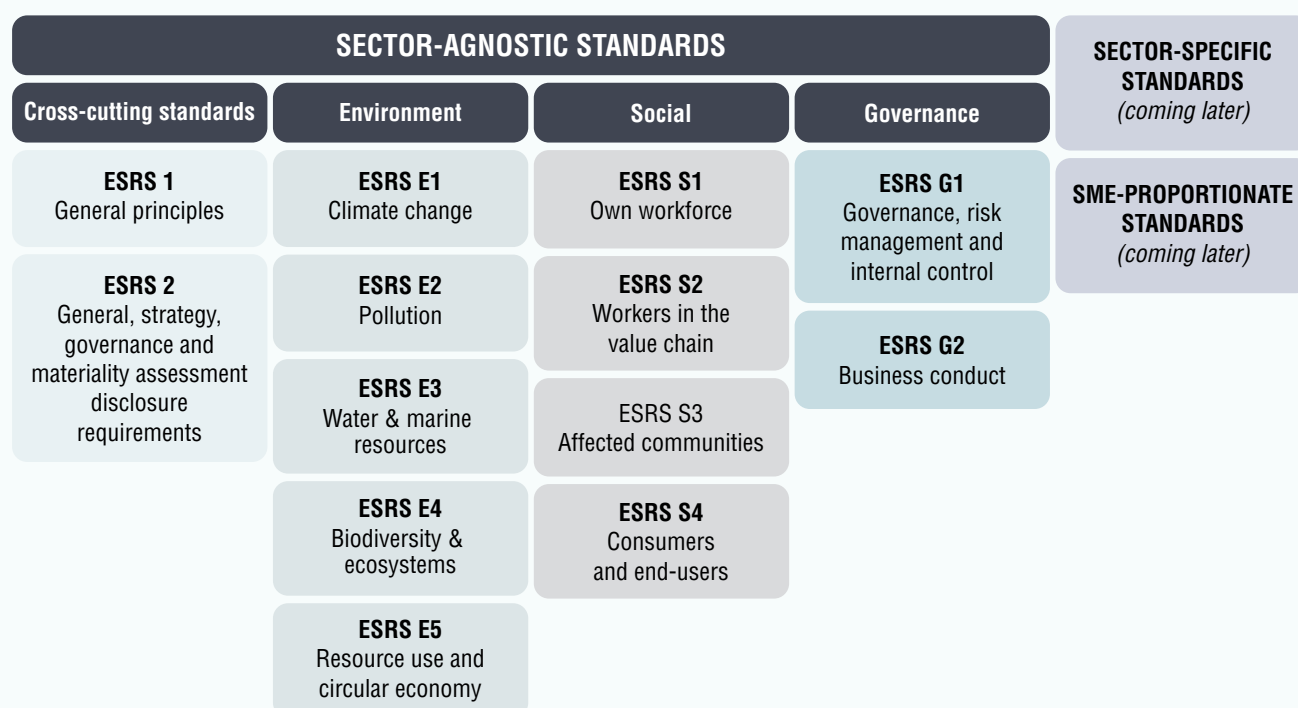 SECTOR-AGNOSTIC STANDARDS
Cross-cutting standards
ESRS 1
General principles
ESRS 2
General, strategy,
governance and
materiality assessment
disclosure
requirements
Environment
ESRS E1
Climate change
ESRS E2
Pollution
ESRS E3
Water & marine
resources
ESRS E4
Biodiversity &
ecosystems
ESRS E5
Resource use and
circular economy
Social
ESRS S1
Own workforce
ESRS S2
Workers in the
value chain
ESRS S3
Affected communities
ESRS S4
Consumers
and end-users
Governance
ESRS G1
Governance, risk
management and
internal control
ESRS G2
Business conduct
SECTOR-SPECIFIC
STANDARDS
(coming later)
SME-PROPORTIONATE
STANDARDS
(coming later)